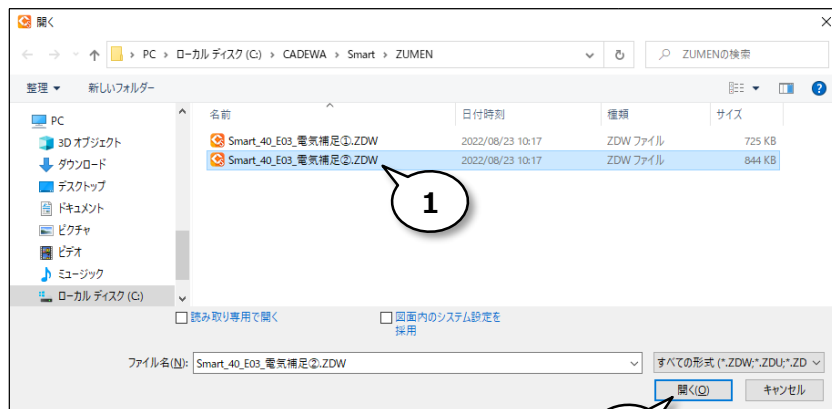 開く
PC › ローカル ディスク (C:) › CADEWA › Smart › ZUMEN
ZUMENの検索
整理 新しいフォルダー
名前 日付時刻 種類 サイズ
PC
3D オブジェクト
ダウンロード
デスクトップ
ドキュメント
ピクチャ
ビデオ
ミュージック
ローカル ディスク (C:)
Smart_40_E03_電気補足①.ZDW 2022/08/23 10:17 ZDW ファイル 725 KB
Smart_40_E03_電気補足②.ZDW 2022/08/23 10:17 ZDW ファイル 844 KB
1
読み取り専用で開く
図面内のシステム設定を
採用
ファイル名(N): Smart_40_E03_電気補足②.ZDW すべての形式 (*.ZDW;*.ZDU;*.ZD
開く(O) キャンセル